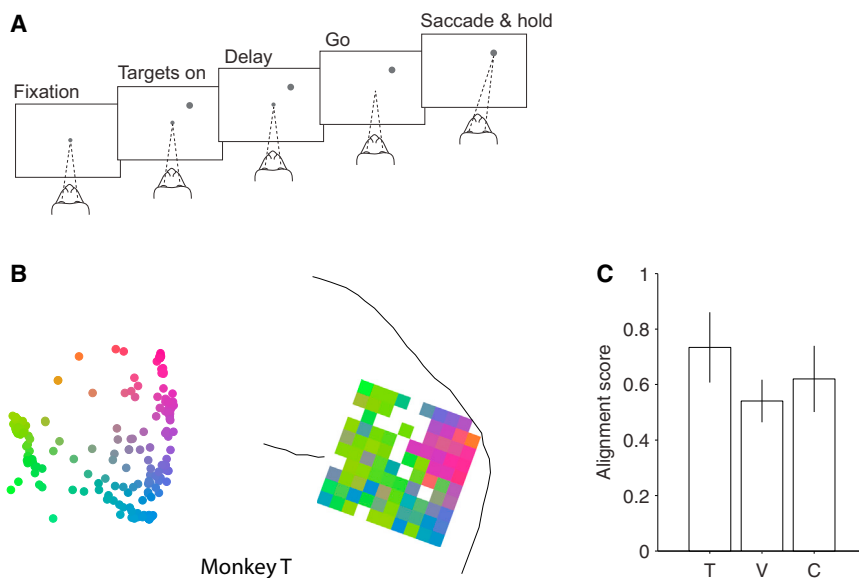 A
Fixation
Targets on
Delay
Go
Saccade & hold
B
Monkey T
C
Alignment score
1
0.8
0.6
0.4
0.2
0
T V C